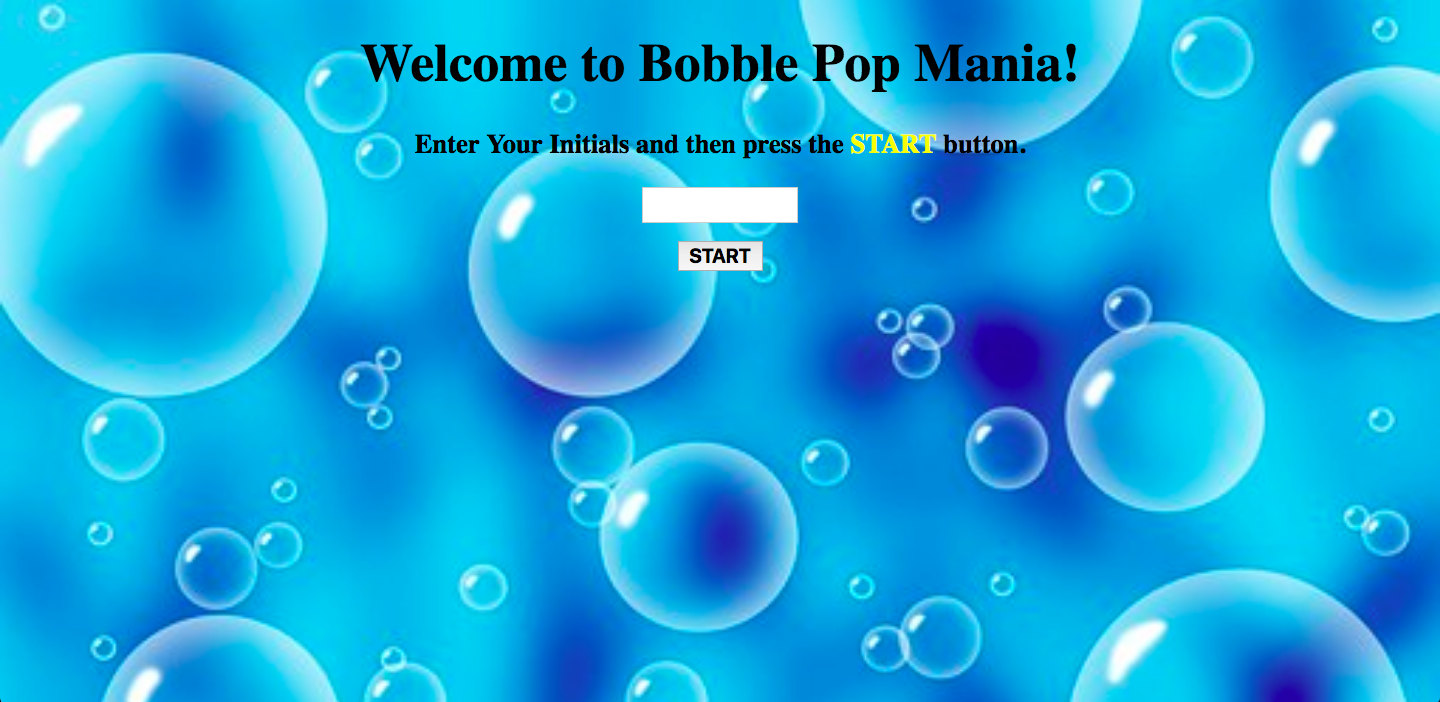 Welcome to Bobble Pop Mania!
Enter Your Initials and then press the START button.
START